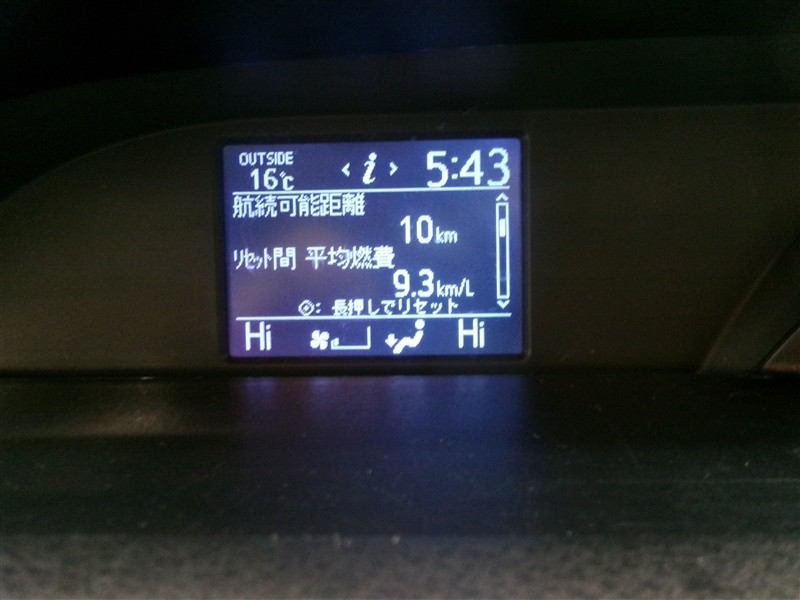 OUTSIDE
16℃
< i >
5:43
航続可能距離
10km
リセット間 平均燃費
9.3km/L
◎: 長押しでリセット
Hi
Hi